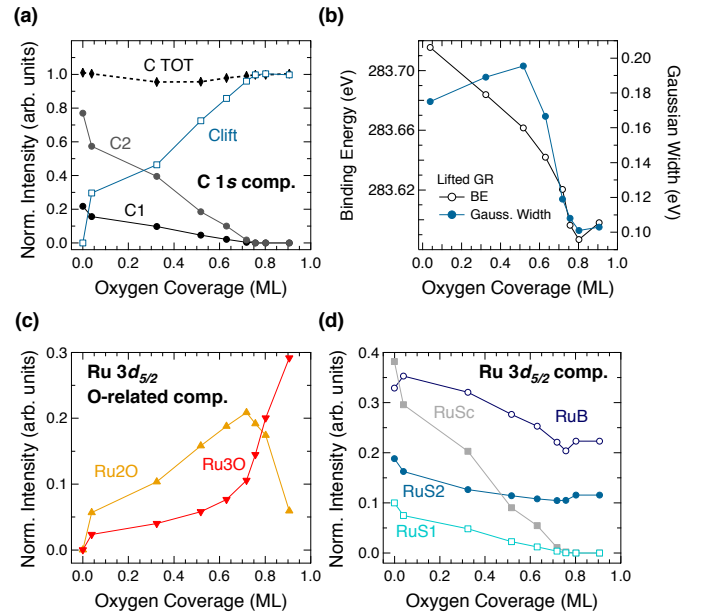 (a)
C TOT
Clift
C2
C1
C 1s comp.
Norm. Intensity (arb. units)
1.0
0.8
0.6
0.4
0.2
0.0
0.0 0.2 0.4 0.6 0.8 1.0
Oxygen Coverage (ML)
(b)
Binding Energy (eV)
283.70
283.66
283.62
Lifted GR
BE
Gauss. Width
0.20
0.18
0.16
0.14
0.12
0.10
Gaussian Width (eV)
0.0 0.2 0.4 0.6 0.8 1.0
Oxygen Coverage (ML)
(c)
Ru 3d5/2
O-related comp.
Ru2O
Ru3O
Norm. Intensity (arb. units)
0.3
0.2
0.1
0.0
0.0 0.2 0.4 0.6 0.8 1.0
Oxygen Coverage (ML)
(d)
Ru 3d5/2 comp.
RuB
RuSc
RuS2
RuS1
Norm. Intensity (arb. units)
0.4
0.3
0.2
0.1
0.0
0.0 0.2 0.4 0.6 0.8 1.0
Oxygen Coverage (ML)